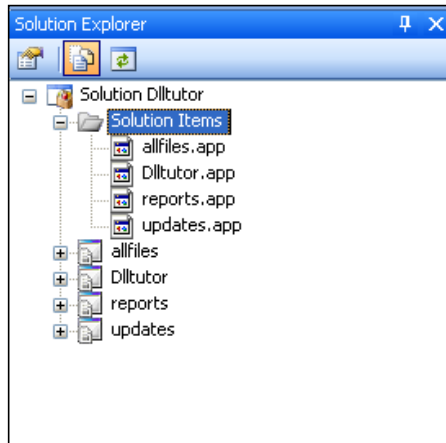 Solution Explorer
Solution Dlltutor
Solution Items
allfiles.app
Dlltutor.app
reports.app
updates.app
allfiles
Dlltutor
reports
updates